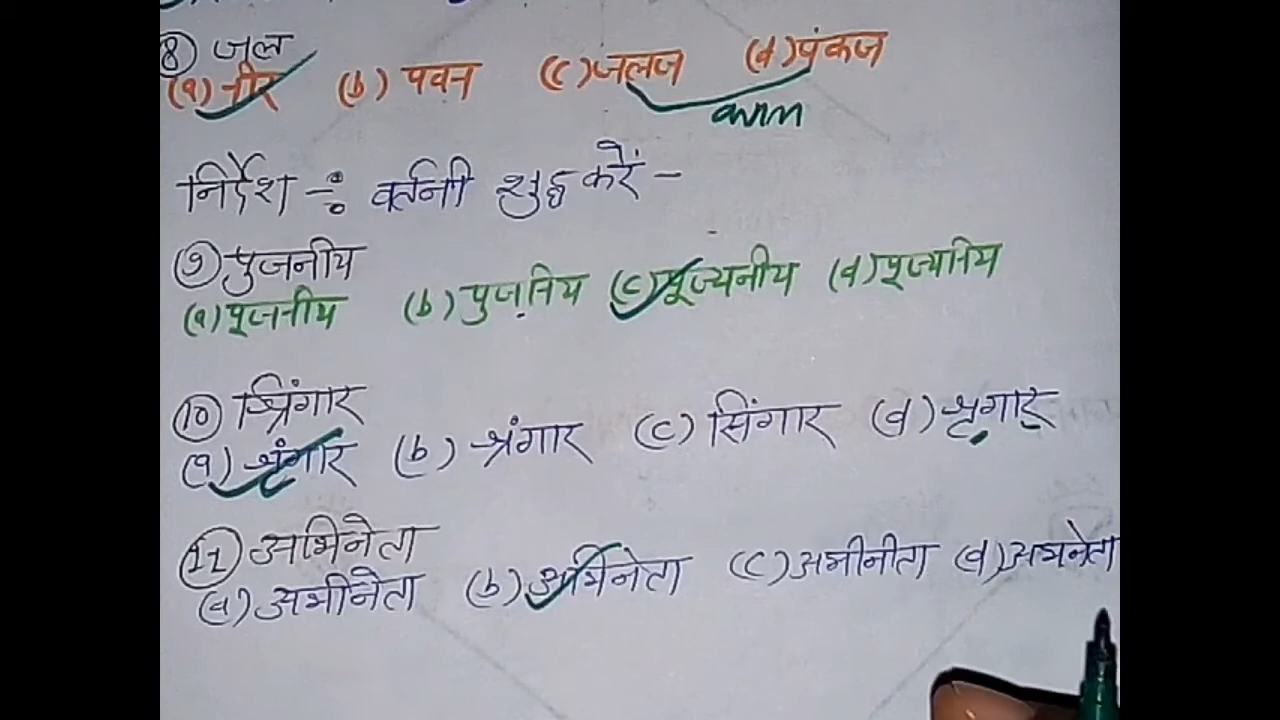 ⑧ जल
(a) नीर (b) पवन (c) जलज (d) पंकज
कमल
निर्देश -: वर्तनी शुद्ध करें -
⑨ पुजनीय
(a) पूजनीय (b) पुजनिय (c) पूज्यनीय (d) पूज्यनिय
⑩ श्रिंगार
(a) श्रृंगार (b) श्रंगार (c) सिंगार (d) श्रृगार
⑪ अभिनेता
(a) अभीनेता (b) अभिनेता (c) अभीनीता (d) अभनेता